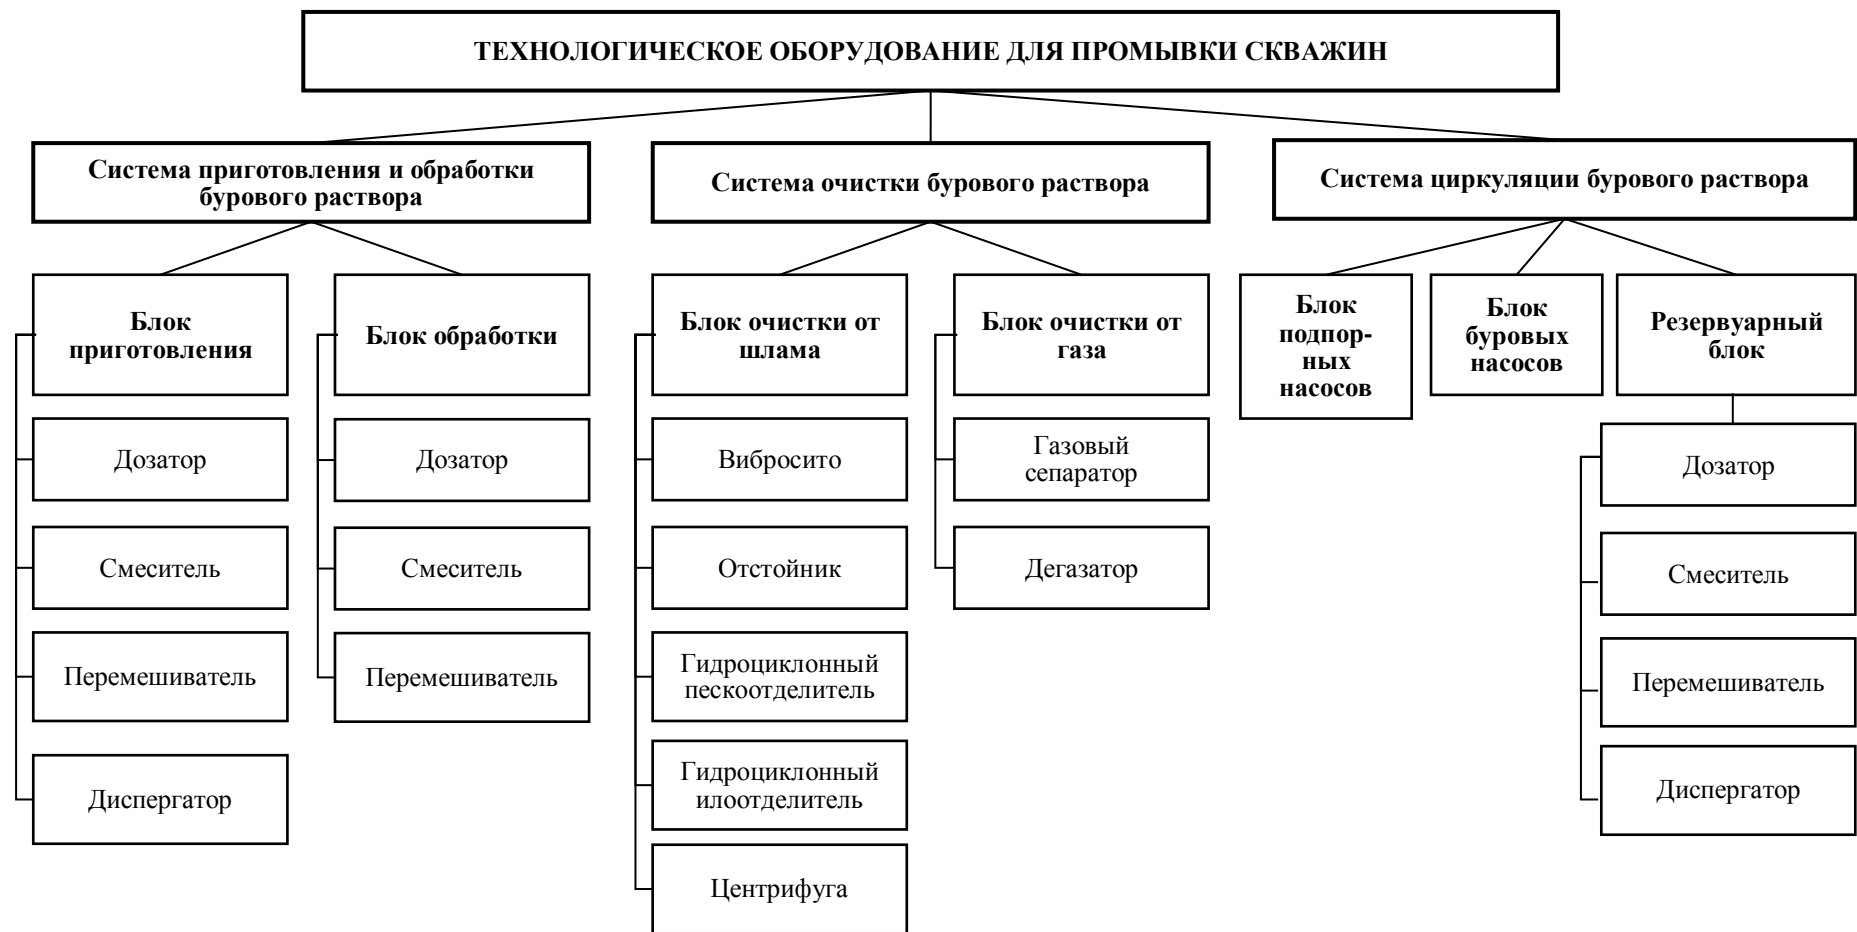 ТЕХНОЛОГИЧЕСКОЕ ОБОРУДОВАНИЕ ДЛЯ ПРОМЫВКИ СКВАЖИН
Система приготовления и обработки
бурового раствора
Система очистки бурового раствора
Система циркуляции бурового раствора
Блок
приготовления
Блок обработки
Блок очистки от
шлама
Блок очистки от
газа
Блок
подпор-
ных
насосов
Блок
буровых
насосов
Резервуарный
блок
Дозатор
Смеситель
Перемешиватель
Диспергатор
Дозатор
Смеситель
Перемешиватель
Вибросито
Отстойник
Гидроциклонный
пескоотделитель
Гидроциклонный
илоотделитель
Центрифуга
Газовый
сепаратор
Дегазатор
Дозатор
Смеситель
Перемешиватель
Диспергатор